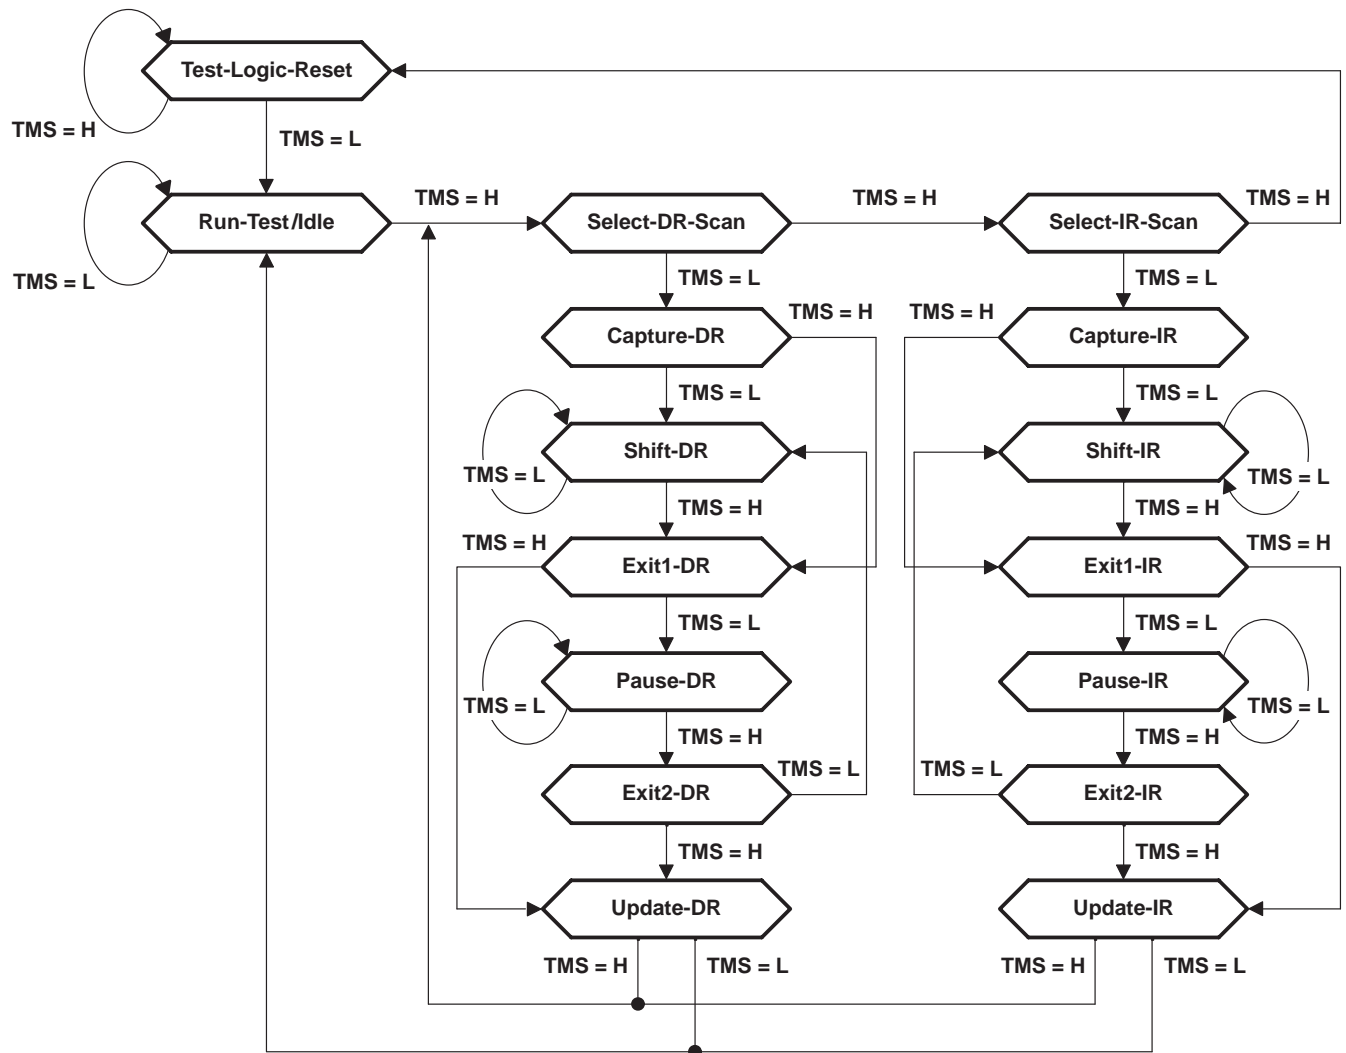 Test-Logic-Reset
TMS = H
TMS = L
TMS = H
TMS = H
TMS = H
Run-Test/Idle
Select-DR-Scan
Select-IR-Scan
TMS = L
TMS = L
TMS = L
TMS = H
TMS = H
Capture-DR
Capture-IR
TMS = L
TMS = L
Shift-DR
Shift-IR
TMS = L
TMS = L
TMS = H
TMS = H
TMS = H
TMS = H
Exit1-DR
Exit1-IR
TMS = L
TMS = L
Pause-DR
Pause-IR
TMS = L
TMS = L
TMS = H
TMS = H
TMS = L
TMS = L
Exit2-DR
Exit2-IR
TMS = H
TMS = H
Update-DR
Update-IR
TMS = H
TMS = L
TMS = H
TMS = L